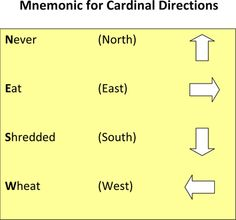 Mnemonic for Cardinal Directions
Never (North)
Eat (East)
Shredded (South)
Wheat (West)